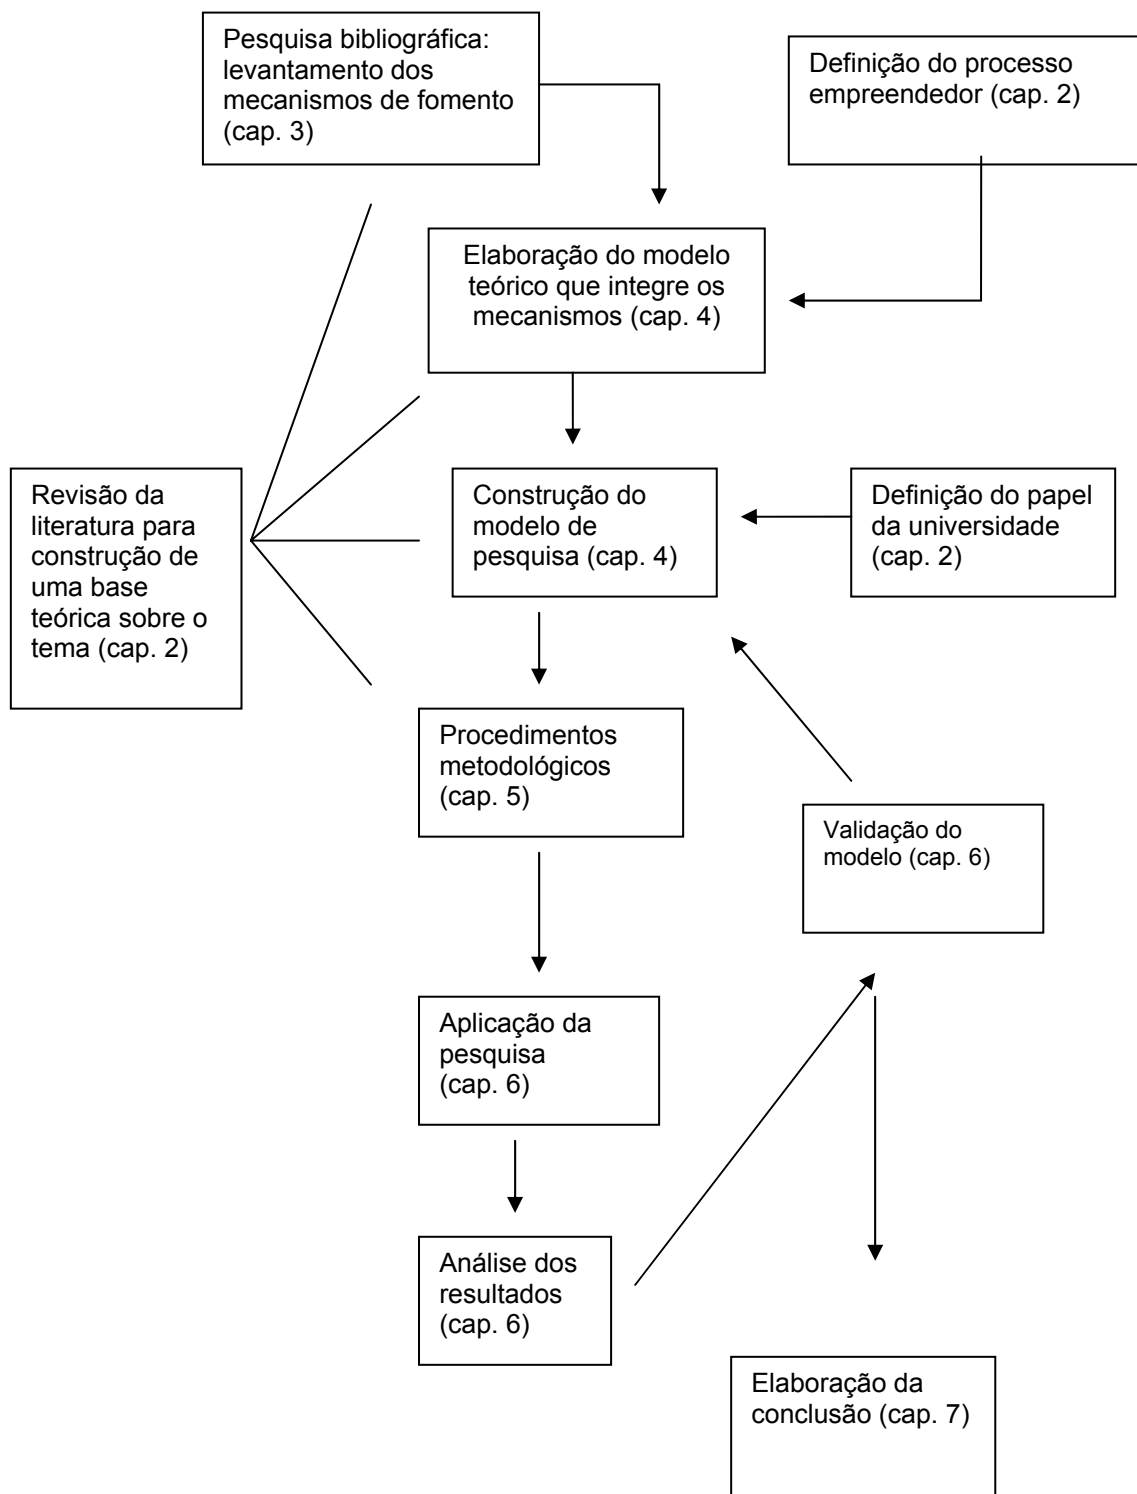 Pesquisa bibliográfica:
levantamento dos
mecanismos de fomento
(cap. 3)
Definição do processo
empreendedor (cap. 2)
Elaboração do modelo
teórico que integre os
mecanismos (cap. 4)
Revisão da
literatura para
construção de
uma base
teórica sobre o
tema (cap. 2)
Construção do
modelo de
pesquisa (cap. 4)
Definição do papel
da universidade
(cap. 2)
Procedimentos
metodológicos
(cap. 5)
Validação do
modelo (cap. 6)
Aplicação da
pesquisa
(cap. 6)
Análise dos
resultados
(cap. 6)
Elaboração da
conclusão (cap. 7)